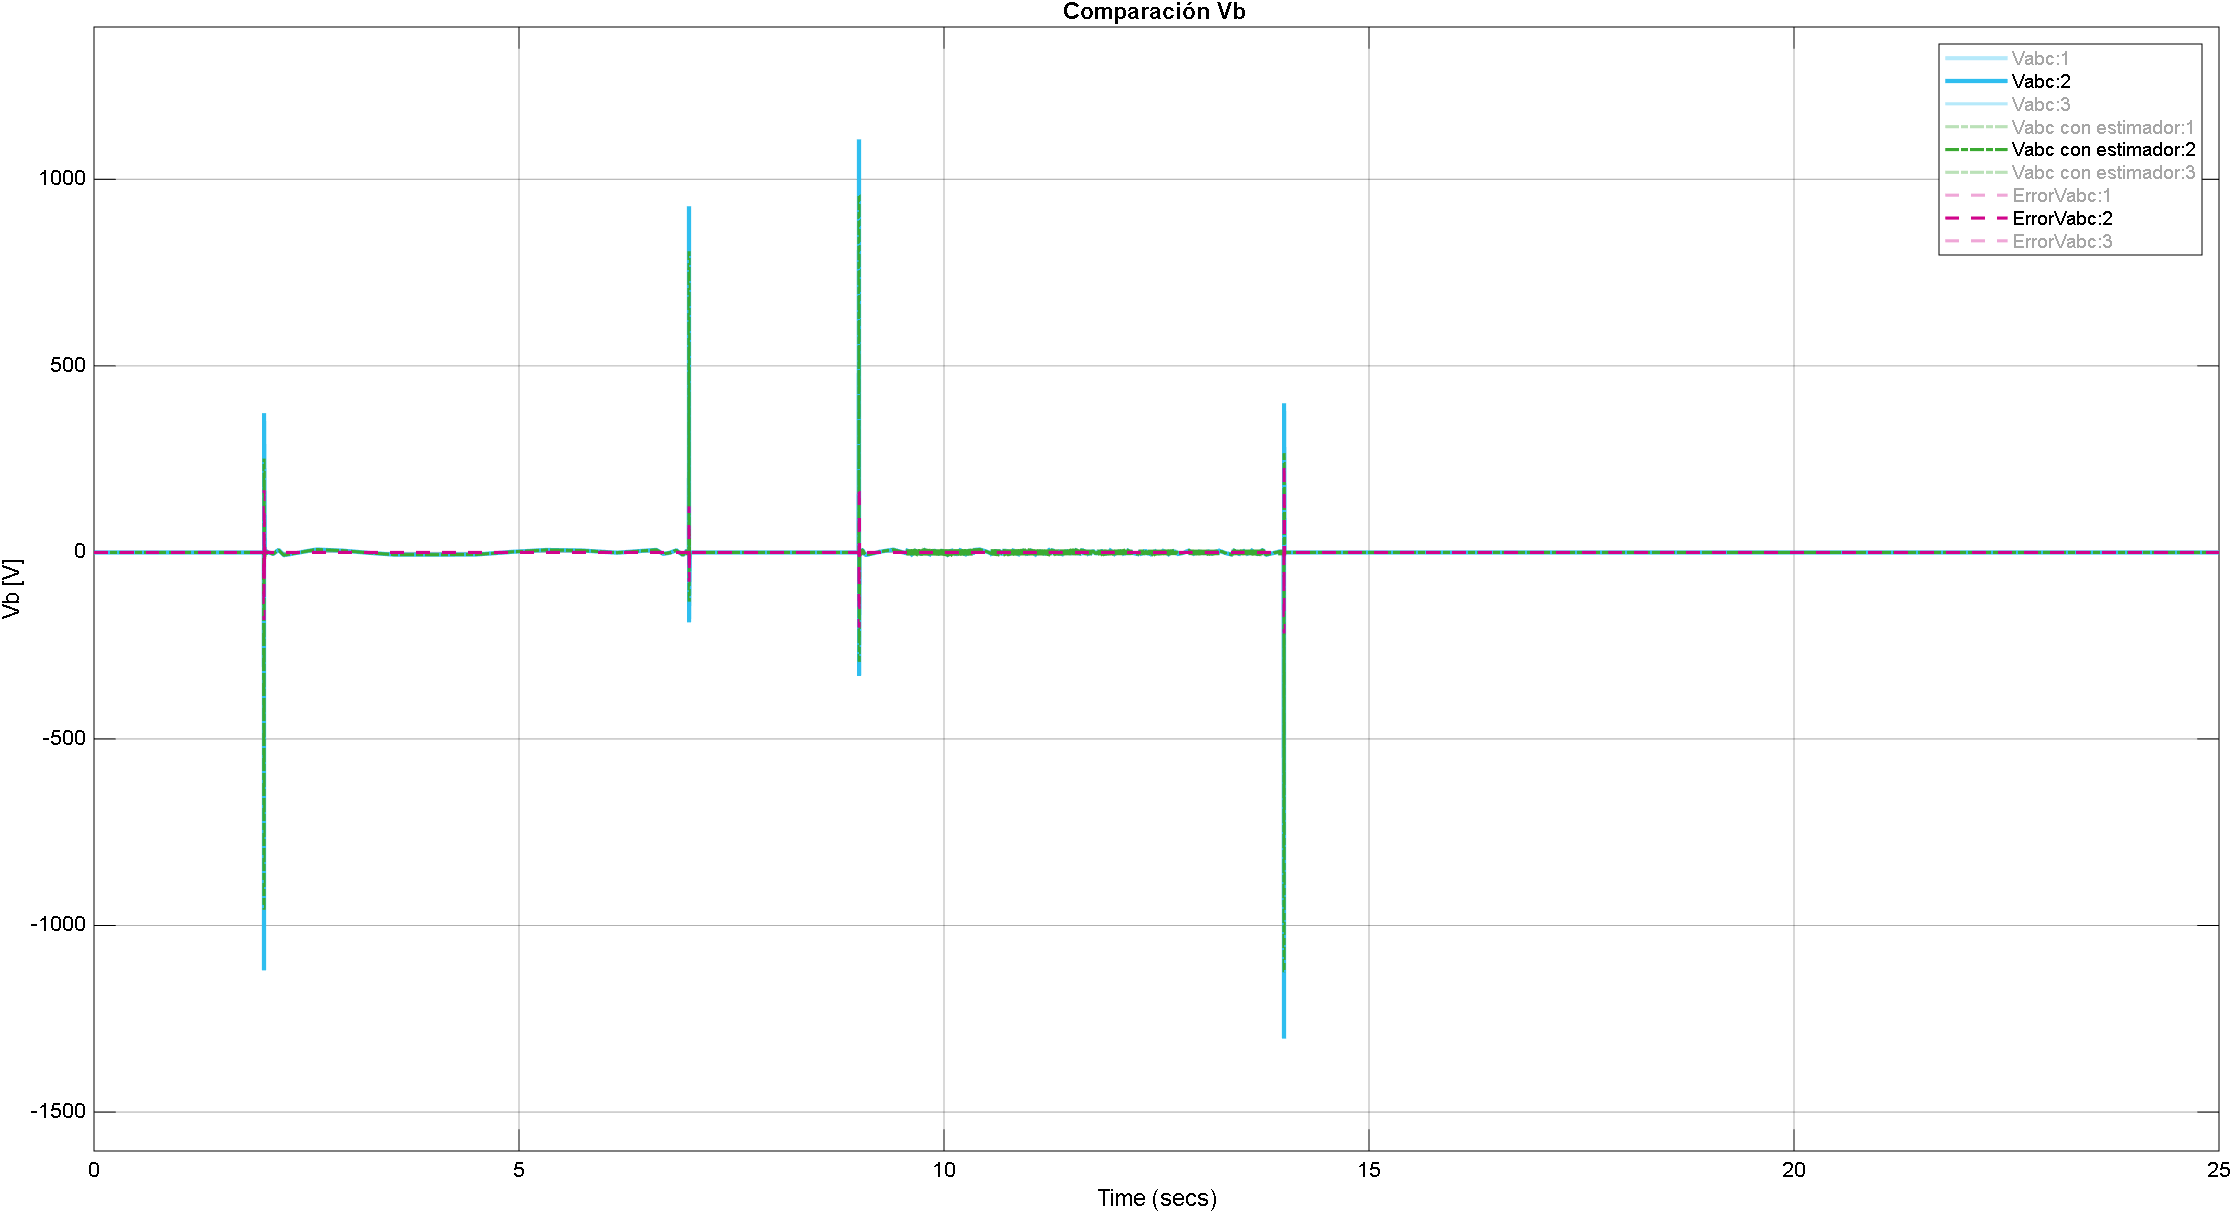 Comparación Vb
Vabc:1
Vabc:2
Vabc:3
Vabc con estimador:1
Vabc con estimador:2
Vabc con estimador:3
ErrorVabc:1
ErrorVabc:2
ErrorVabc:3
1000
500
0
-500
-1000
-1500
Vb [V]
0
5
10
15
20
25
Time (secs)